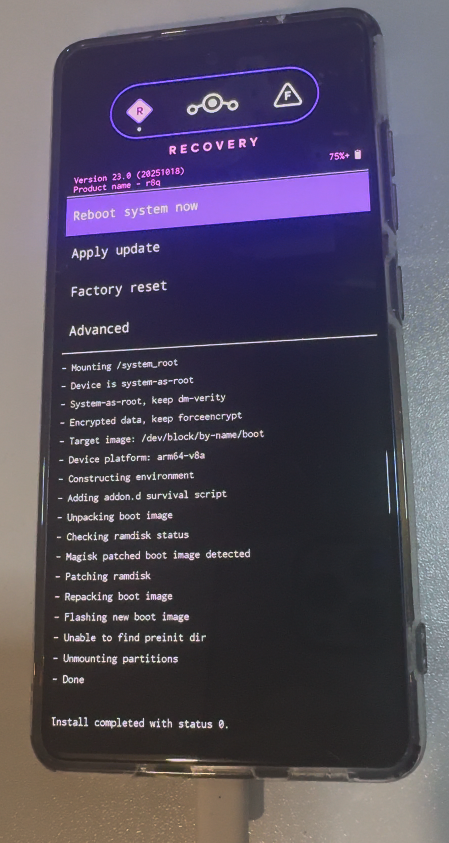 R
F
RECOVERY
Version 23.0 (20251018)
Product name - r8q
75%+
Reboot system now
Apply update
Factory reset
Advanced
- Mounting /system_root
- Device is system-as-root
- System-as-root, keep dm-verity
- Encrypted data, keep forceencrypt
- Target image: /dev/block/by-name/boot
- Device platform: arm64-v8a
- Constructing environment
- Adding addon.d survival script
- Unpacking boot image
- Checking ramdisk status
- Magisk patched boot image detected
- Patching ramdisk
- Repacking boot image
- Flashing new boot image
- Unable to find preinit dir
- Unmounting partitions
- Done
Install completed with status 0.